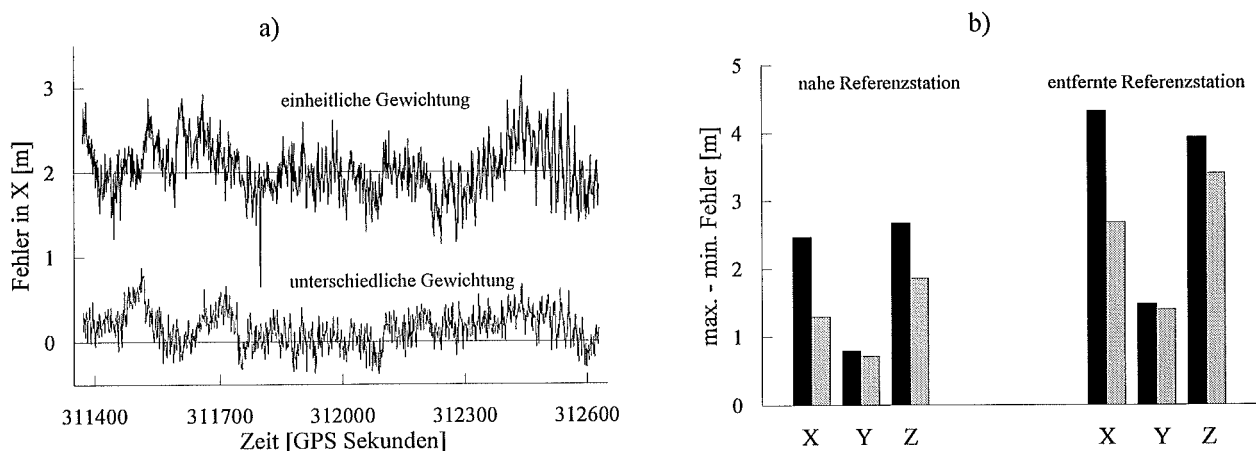 a)
Fehler in X [m]
3
2
1
0
einheitliche Gewichtung
unterschiedliche Gewichtung
311400 311700 312000 312300 312600
Zeit [GPS Sekunden]
b)
max. - min. Fehler [m]
5
4
3
2
1
0
nahe Referenzstation
entfernte Referenzstation
X Y Z X Y Z